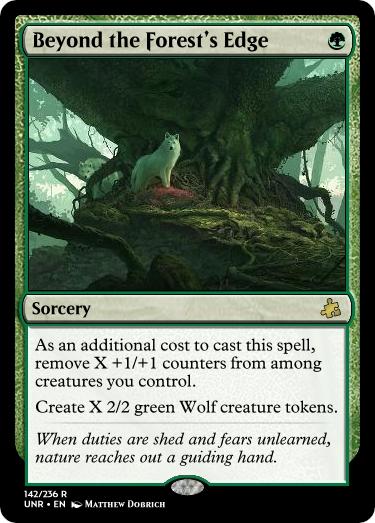 Beyond the Forest's Edge
Sorcery
As an additional cost to cast this spell,
remove X +1/+1 counters from among
creatures you control.
Create X 2/2 green Wolf creature tokens.
When duties are shed and fears unlearned,
nature reaches out a guiding hand.
142/236 R
UNR • EN Matthew Dobrich